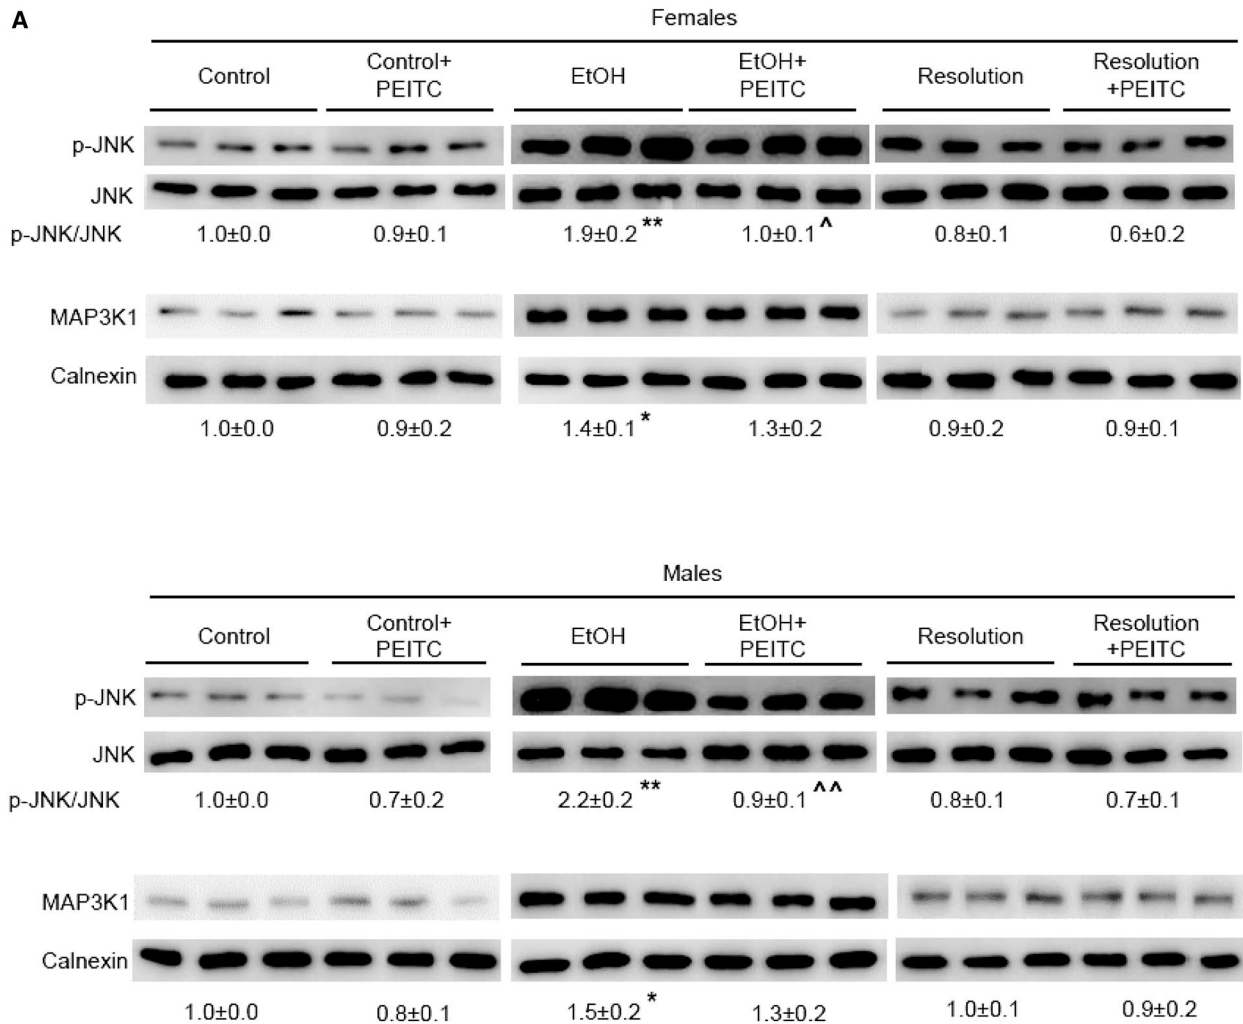 A
Females
Control
Control+
PEITC
EtOH
EtOH+
PEITC
Resolution
Resolution
+PEITC
p-JNK
JNK
p-JNK/JNK 1.0±0.0 0.9±0.1 1.9±0.2 ** 1.0±0.1 ^ 0.8±0.1 0.6±0.2
MAP3K1
Calnexin
1.0±0.0 0.9±0.2 1.4±0.1 * 1.3±0.2 0.9±0.2 0.9±0.1
Males
Control
Control+
PEITC
EtOH
EtOH+
PEITC
Resolution
Resolution
+PEITC
p-JNK
JNK
p-JNK/JNK 1.0±0.0 0.7±0.2 2.2±0.2 ** 0.9±0.1 ^^ 0.8±0.1 0.7±0.1
MAP3K1
Calnexin
1.0±0.0 0.8±0.1 1.5±0.2 * 1.3±0.2 1.0±0.1 0.9±0.2